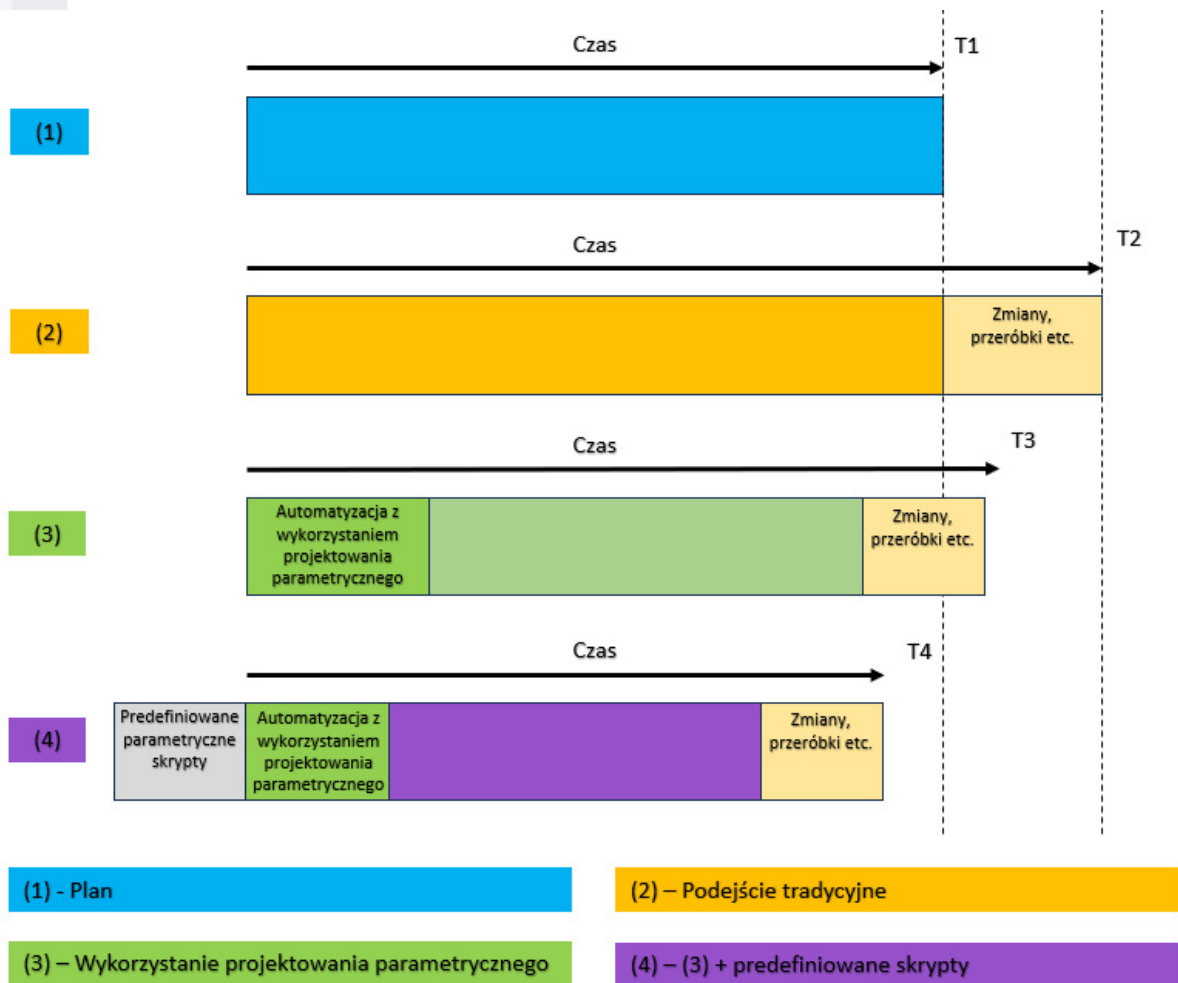 Czas
T1
(1)
Czas
T2
(2)
Zmiany,
przeróbki etc.
Czas
T3
(3)
Automatyzacja z
wykorzystaniem
projektowania
parametrycznego
Zmiany,
przeróbki etc.
Czas
T4
(4)
Predefiniowane
parametryczne
skrypty
Automatyzacja z
wykorzystaniem
projektowania
parametrycznego
Zmiany,
przeróbki etc.
(1) - Plan
(2) – Podejście tradycyjne
(3) – Wykorzystanie projektowania parametrycznego
(4) – (3) + predefiniowane skrypty